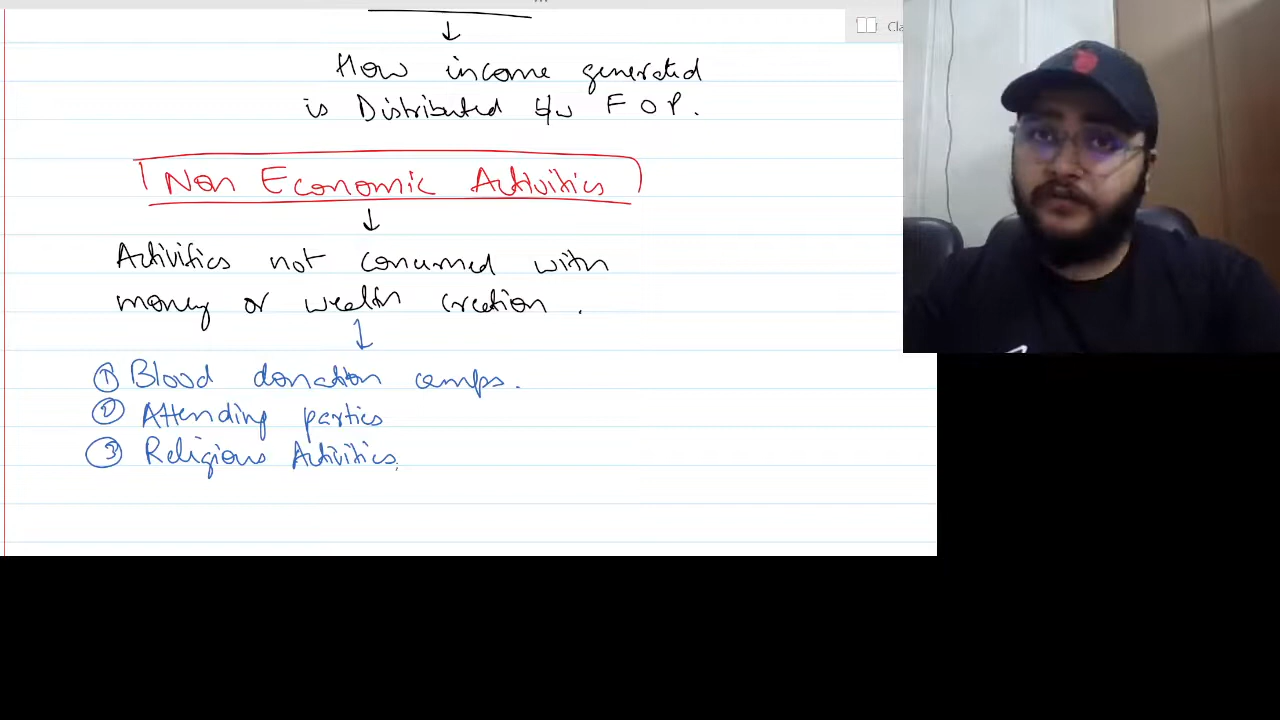 How income generated
is Distributed b/w F O P.
Non Economic Activities
Activities not concerned with
money or wealth creation.
① Blood donation camps.
② Attending parties
③ Religious Activities,
Cla